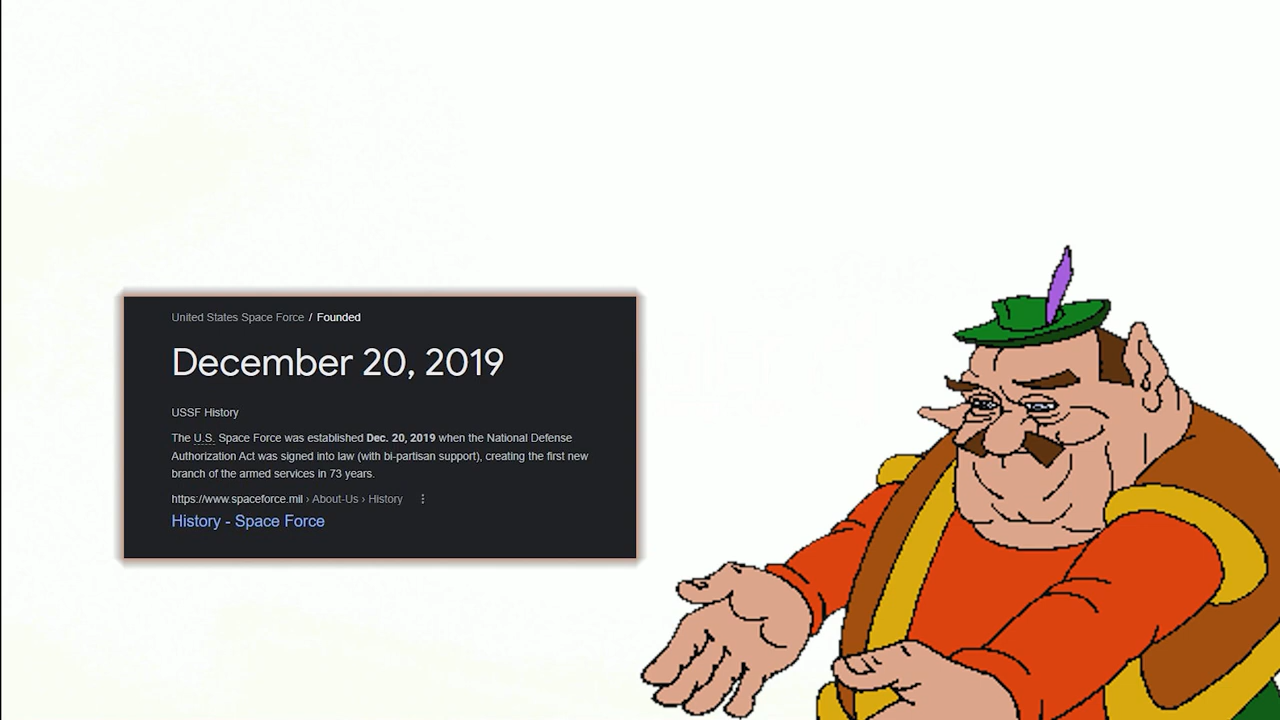 United States Space Force / Founded
December 20, 2019
USSF History
The U.S. Space Force was established Dec. 20, 2019 when the National Defense
Authorization Act was signed into law (with bi-partisan support), creating the first new
branch of the armed services in 73 years.
https://www.spaceforce.mil › About-Us › History
History - Space Force